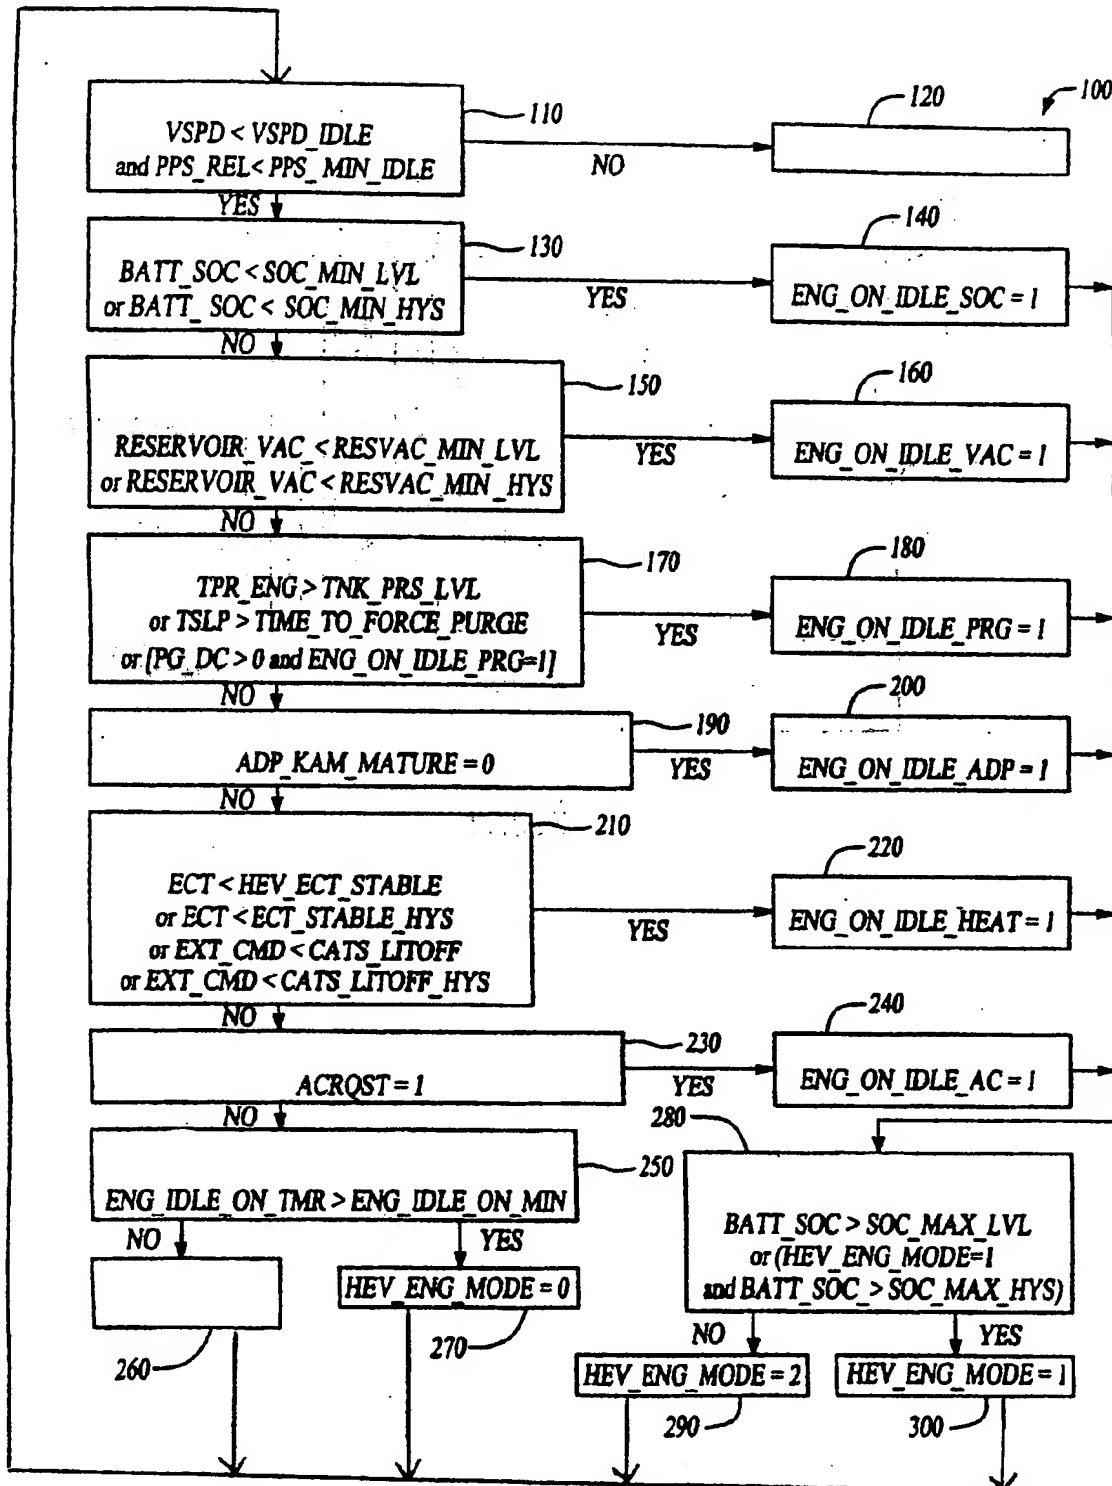 100
110
VSPD < VSPD_IDLE
and PPS_REL< PPS_MIN_IDLE
NO
120
YES
130
BATT_SOC < SOC_MIN_LVL
or BATT_ SOC < SOC_MIN_HYS
YES
140
ENG_ON_IDLE_SOC = 1
NO
150
RESERVOIR_VAC_ < RESVAC_MIN_LVL
or RESERVOIR_VAC < RESVAC_MIN_HYS
YES
160
ENG_ON_IDLE_VAC = 1
NO
170
TPR_ENG > TNK_PRS_LVL
or TSLP > TIME_TO_FORCE_PURGE
or [PG_DC > 0 and ENG_ON_IDLE_PRG=1]
YES
180
ENG_ON_IDLE_PRG = 1
NO
190
ADP_KAM_MATURE = 0
YES
200
ENG_ON_IDLE_ADP = 1
NO
210
ECT < HEV_ECT_STABLE
or ECT < ECT_STABLE_HYS
or EXT_CMD < CATS_LITOFF
or EXT_CMD < CATS_LITOFF_HYS
YES
220
ENG_ON_IDLE_HEAT = 1
NO
230
ACRQST = 1
YES
240
ENG_ON_IDLE_AC = 1
NO
250
ENG_IDLE_ON_TMR > ENG_IDLE_ON_MIN
NO
YES
260
HEV_ENG_MODE = 0
270
280
BATT_SOC > SOC_MAX_LVL
or (HEV_ENG_MODE=1
and BATT_SOC_ > SOC_MAX_HYS)
NO
YES
HEV_ENG_MODE = 2
290
HEV_ENG_MODE = 1
300